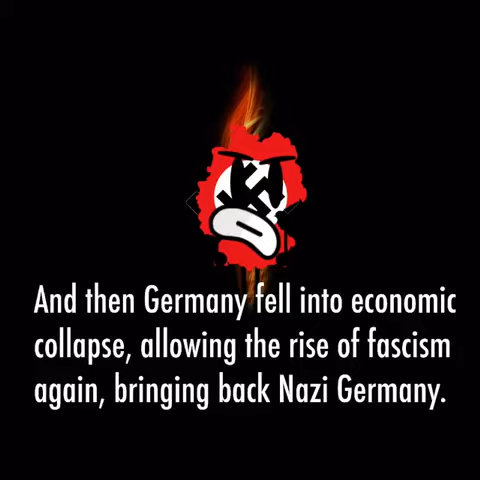 And then Germany fell into economic
collapse, allowing the rise of fascism
again, bringing back Nazi Germany.